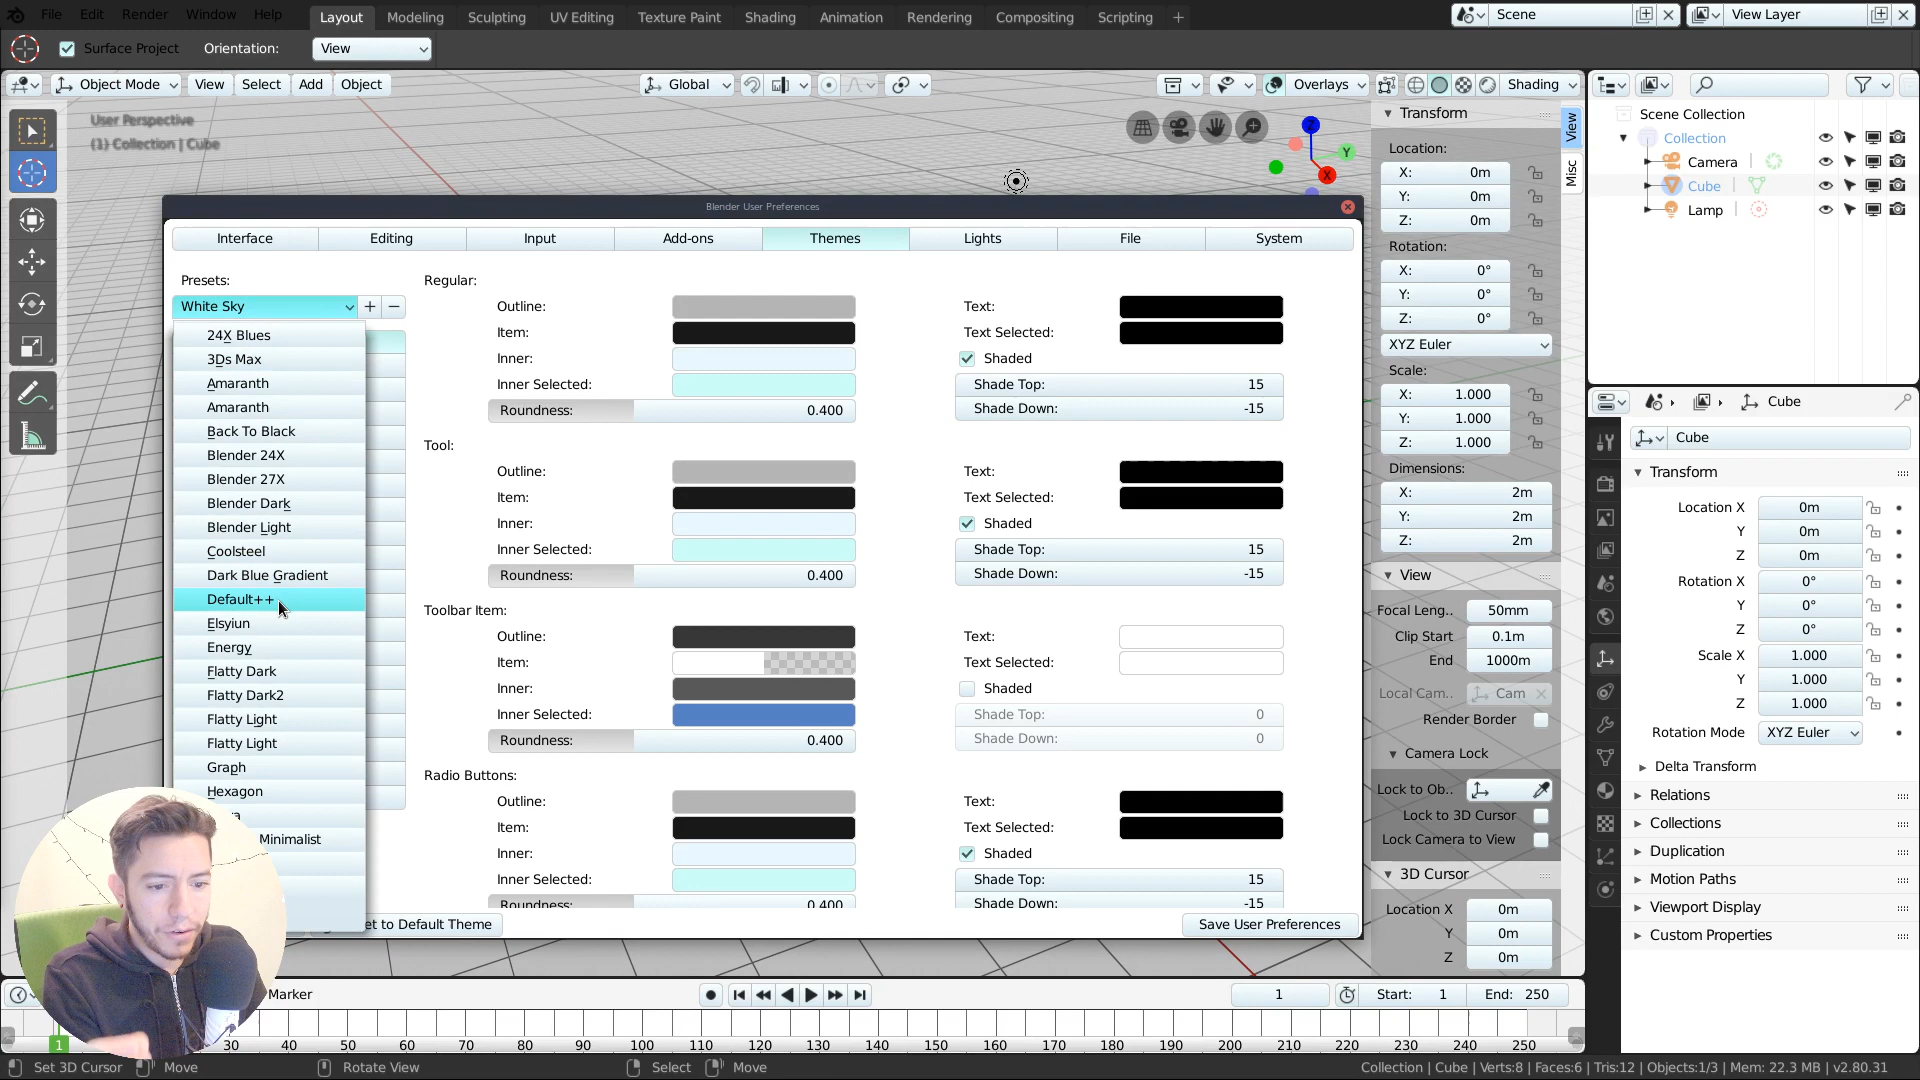 File Edit Render Window Help
Layout Modeling Sculpting UV Editing Texture Paint Shading Animation Rendering Compositing Scripting +
Scene View Layer
Surface Project Orientation: View
Object Mode View Select Add Object Global Overlays Shading
User Perspective
(1) Collection | Cube
Z
Y
X
Blender User Preferences
Interface Editing Input Add-ons Themes Lights File System
Presets:
White Sky
24X Blues
3Ds Max
Amaranth
Amaranth
Back To Black
Blender 24X
Blender 27X
Blender Dark
Blender Light
Coolsteel
Dark Blue Gradient
Default++
Elsyiun
Energy
Flatty Dark
Flatty Dark2
Flatty Light
Flatty Light
Graph
Hexagon
Minimalist
Regular:
Outline: Text:
Item: Text Selected:
Inner: Shaded
Inner Selected: Shade Top: 15
Roundness: 0.400 Shade Down: -15
Tool:
Outline: Text:
Item: Text Selected:
Inner: Shaded
Inner Selected: Shade Top: 15
Roundness: 0.400 Shade Down: -15
Toolbar Item:
Outline: Text:
Item: Text Selected:
Inner: Shaded
Inner Selected: Shade Top: 0
Roundness: 0.400 Shade Down: 0
Radio Buttons:
Outline: Text:
Item: Text Selected:
Inner: Shaded
Inner Selected: Shade Top: 15
Roundness: 0.400 Shade Down: -15
to Default Theme Save User Preferences
Transform
View
Misc
Location:
X: 0m
Y: 0m
Z: 0m
Rotation:
X: 0°
Y: 0°
Z: 0°
XYZ Euler
Scale:
X: 1.000
Y: 1.000
Z: 1.000
Dimensions:
X: 2m
Y: 2m
Z: 2m
View
Focal Leng.. 50mm
Clip Start 0.1m
End 1000m
Local Cam.. Cam
Render Border
Camera Lock
Lock to Ob..
Lock to 3D Cursor
Lock Camera to View
3D Cursor
Location X 0m
Y 0m
Z 0m
Scene Collection
Collection
Camera
Cube
Lamp
Cube
Cube
Transform
Location X 0m
Y 0m
Z 0m
Rotation X 0°
Y 0°
Z 0°
Scale X 1.000
Y 1.000
Z 1.000
Rotation Mode XYZ Euler
Delta Transform
Relations
Collections
Duplication
Motion Paths
Viewport Display
Custom Properties
Marker 1 Start: 1 End: 250
1 30 40 50 60 70 80 90 100 110 120 130 140 150 160 170 180 190 200 210 220 230 240 250
Set 3D Cursor Move Rotate View Select Move Collection | Cube | Verts:8 | Faces:6 | Tris:12 | Objects:1/3 | Mem: 22.3 MB | v2.80.31